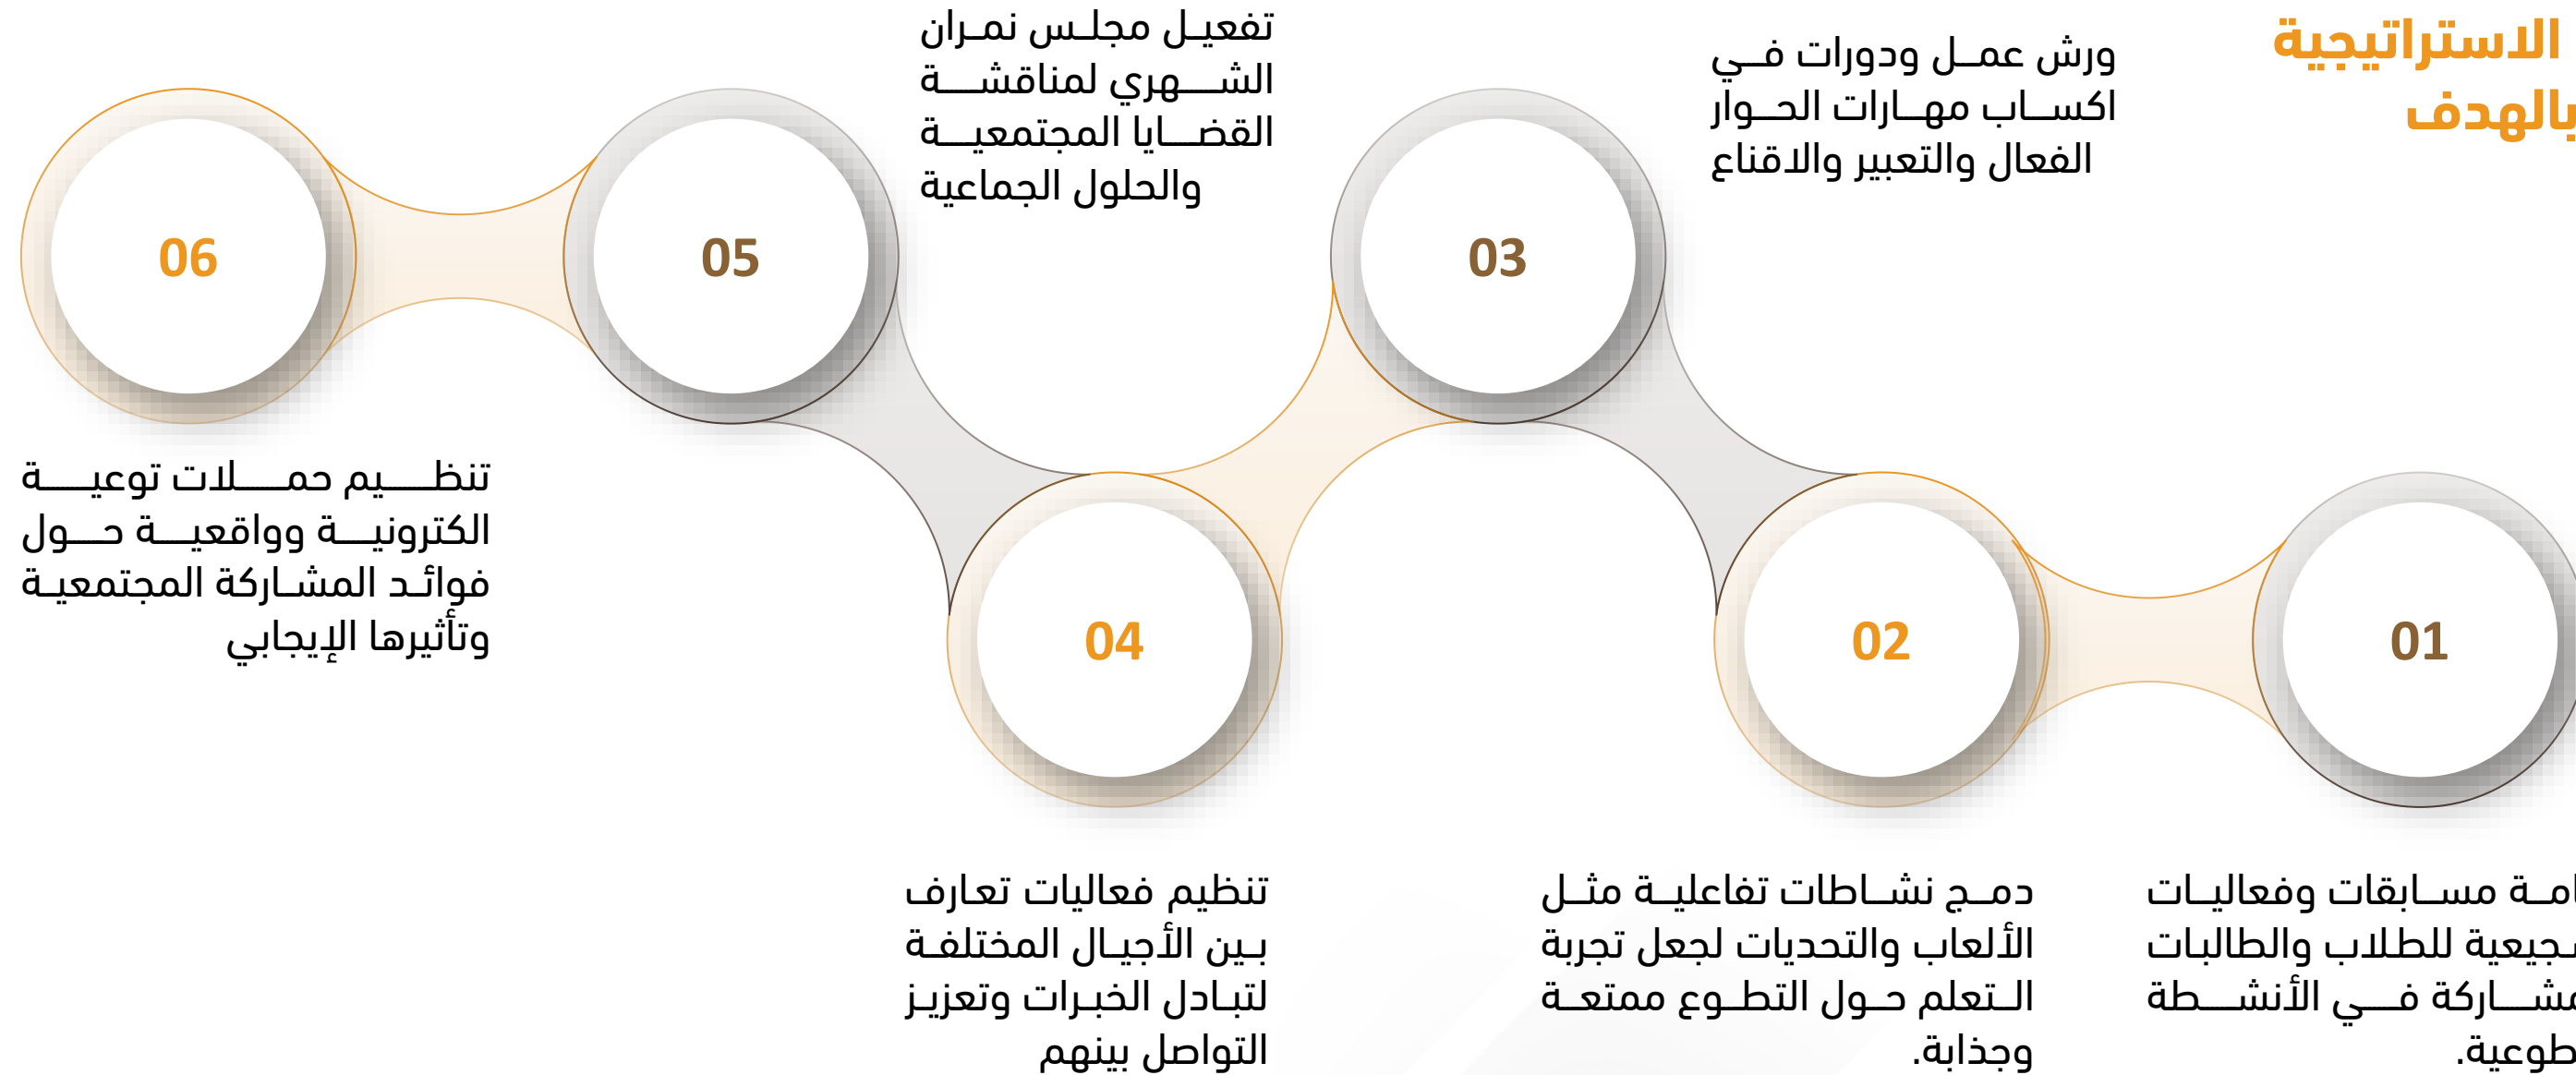 الاستراتيجية
بالهدف
01
مسابقات وفعاليات
للطلاب والطالبات
في الأنشطة
02
دمج نشاطات تفاعلية مثل
الألعاب والتحديات لجعل تجربة
التعلم حول التطوع ممتعة
وجذابة.
03
ورش عمل ودورات في
اكساب مهارات الحوار
الفعال والتعبير والاقناع
04
تنظيم فعاليات تعارف
بين الأجيال المختلفة
لتبادل الخبرات وتعزيز
التواصل بينهم
05
تفعيل مجلس نمران
الشهري لمناقشة
القضايا المجتمعية
والحلول الجماعية
06
تنظيم حملات توعية
الكترونية وواقعية حول
فوائد المشاركة المجتمعية
وتأثيرها الإيجابي